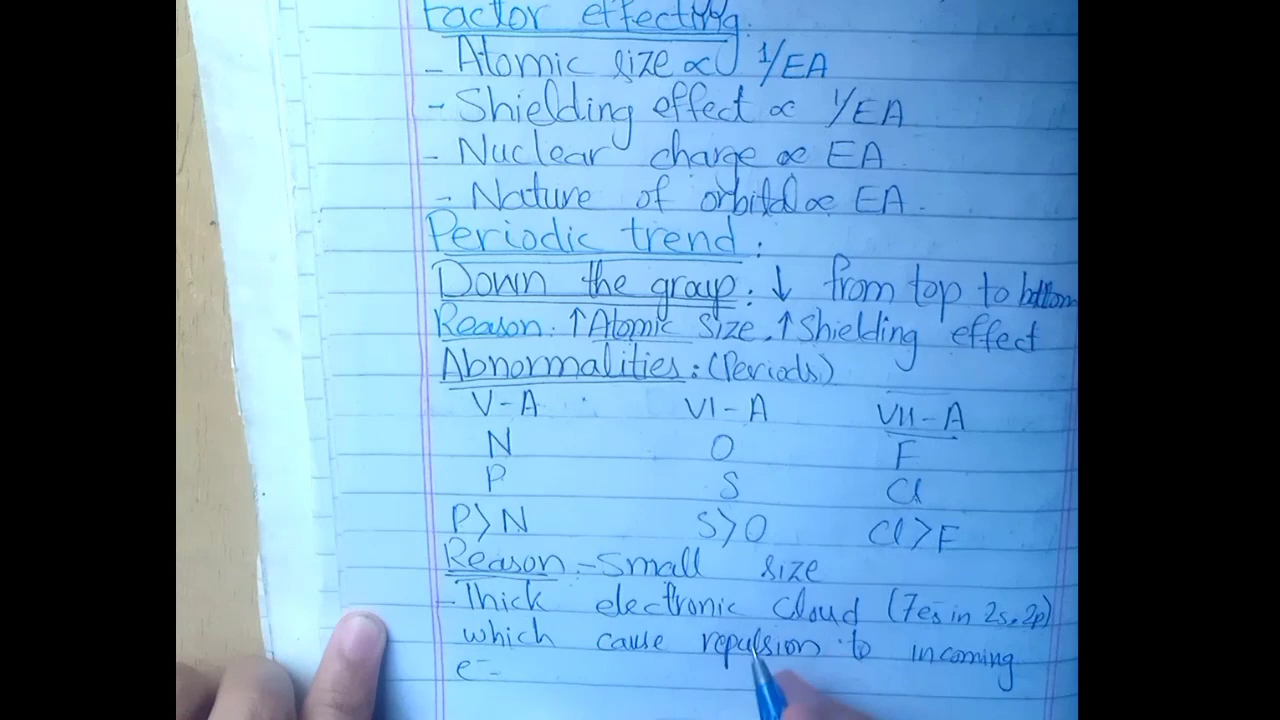 Factor effecting.
- Atomic size ∝ 1/EA
- Shielding effect ∝ 1/EA
- Nuclear charge ∝ EA
- Nature of orbital ∝ EA.
Periodic trend:
Down the group: ↓ from top to bottom
Reason: ↑ Atomic size, ↑ Shielding effect
Abnormalities: (Periods)
V-A VI-A VII-A
N O F
P S Cl
P>N S>O Cl>F
Reason - Small size
- Thick electronic cloud (7es in 2s,2p)
which cause repulsion to incoming
e-